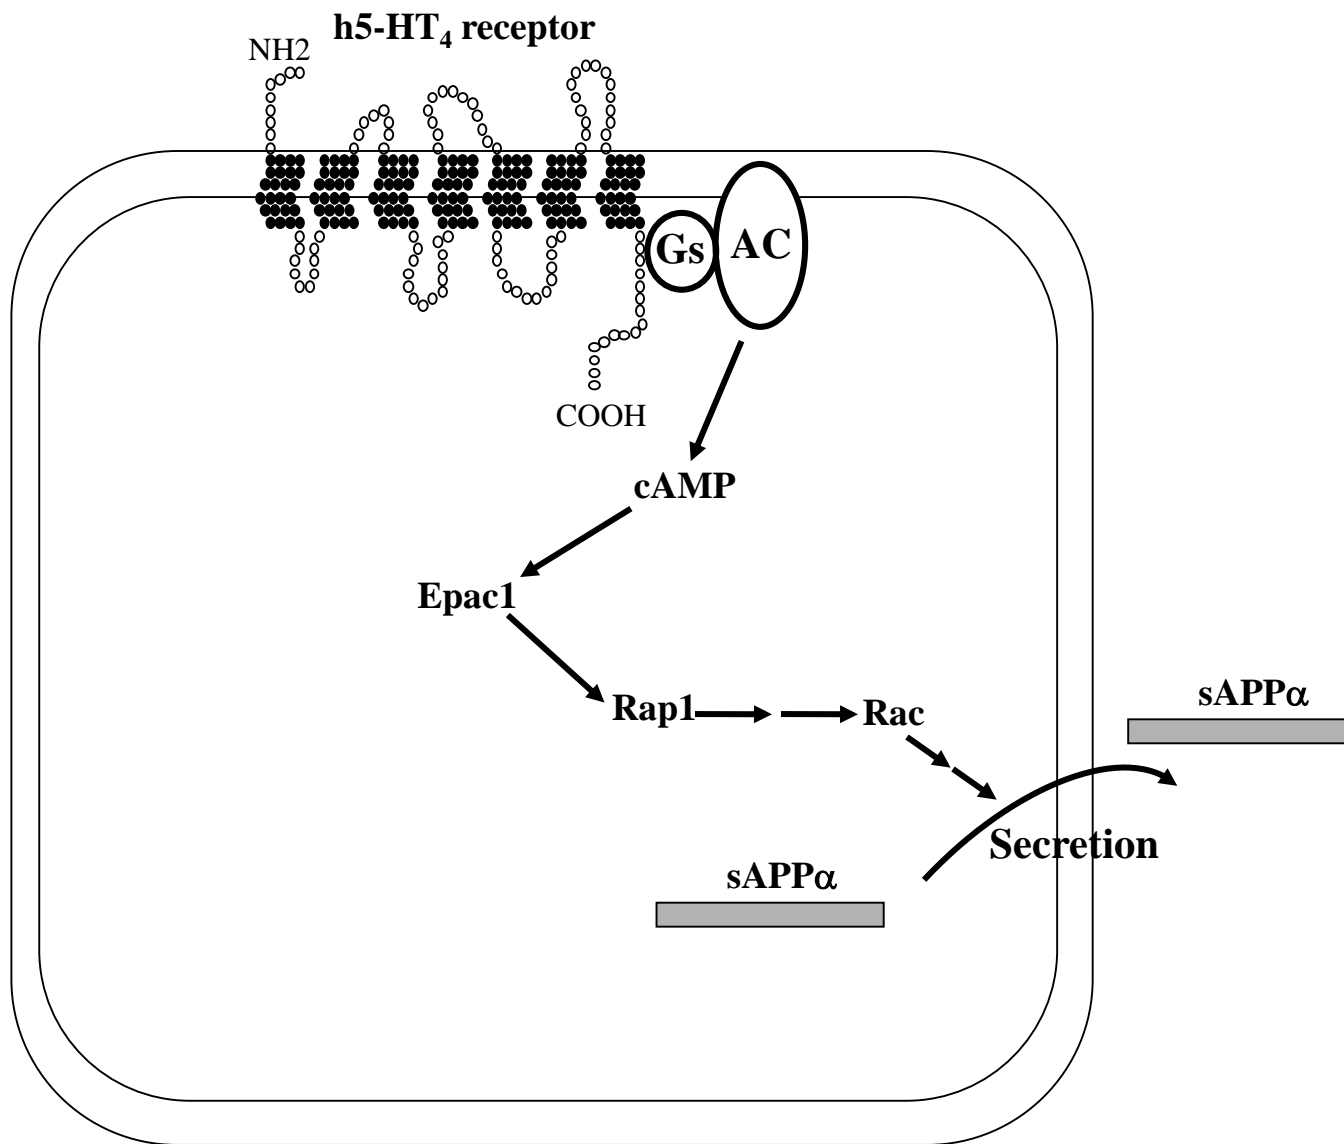 h5-HT₄ receptor
NH2
Gs
AC
COOH
cAMP
Epac1
Rap1
Rac
sAPPα
Secretion
sAPPα